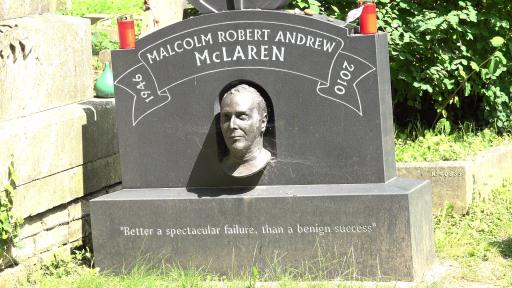 MALCOLM ROBERT ANDREW
McLAREN
1946
2010
"Better a spectacular failure, than a benign success"